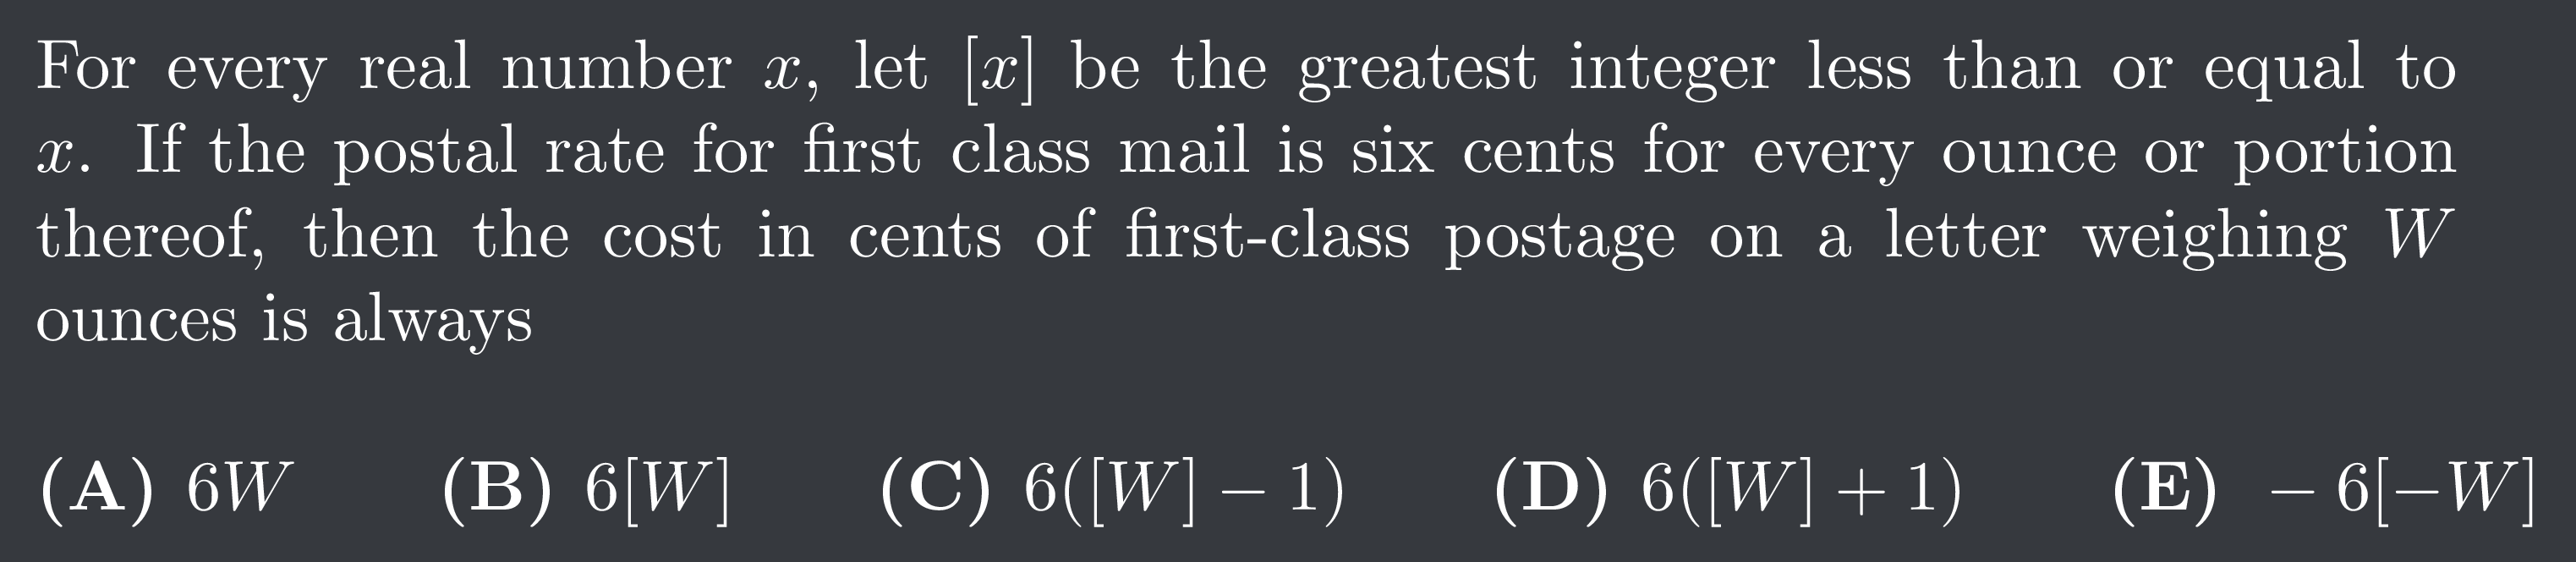 For every real number x, let [x] be the greatest integer less than or equal to
x. If the postal rate for first class mail is six cents for every ounce or portion
thereof, then the cost in cents of first-class postage on a letter weighing W
ounces is always
(A) 6W (B) 6[W] (C) 6([W] − 1) (D) 6([W] + 1) (E) − 6[−W]